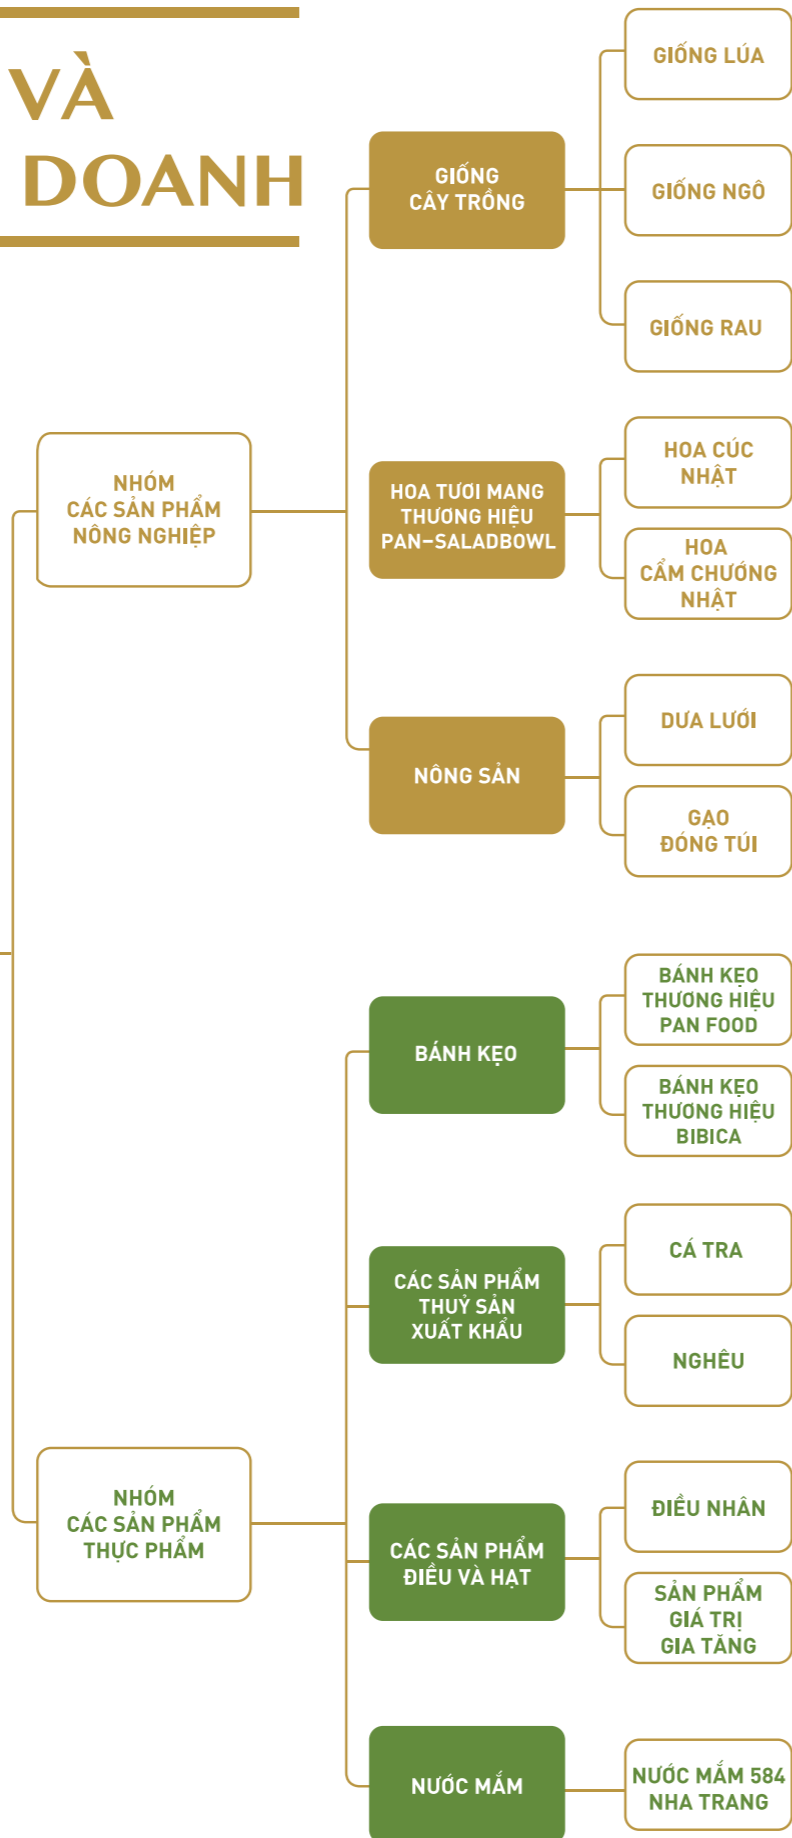 VÀ
DOANH
NHÓM
CÁC SẢN PHẨM
NÔNG NGHIỆP
GIỐNG
CÂY TRỒNG
GIỐNG LÚA
GIỐNG NGÔ
GIỐNG RAU
HOA TƯƠI MANG
THƯƠNG HIỆU
PAN–SALADBOWL
HOA CÚC
NHẬT
HOA
CẨM CHƯỚNG
NHẬT
NÔNG SẢN
DƯA LƯỚI
GẠO
ĐÓNG TÚI
NHÓM
CÁC SẢN PHẨM
THỰC PHẨM
BÁNH KẸO
BÁNH KẸO
THƯƠNG HIỆU
PAN FOOD
BÁNH KẸO
THƯƠNG HIỆU
BIBICA
CÁC SẢN PHẨM
THUỶ SẢN
XUẤT KHẨU
CÁ TRA
NGHÊU
CÁC SẢN PHẨM
ĐIỀU VÀ HẠT
ĐIỀU NHÂN
SẢN PHẨM
GIÁ TRỊ
GIA TĂNG
NƯỚC MẮM
NƯỚC MẮM 584
NHA TRANG